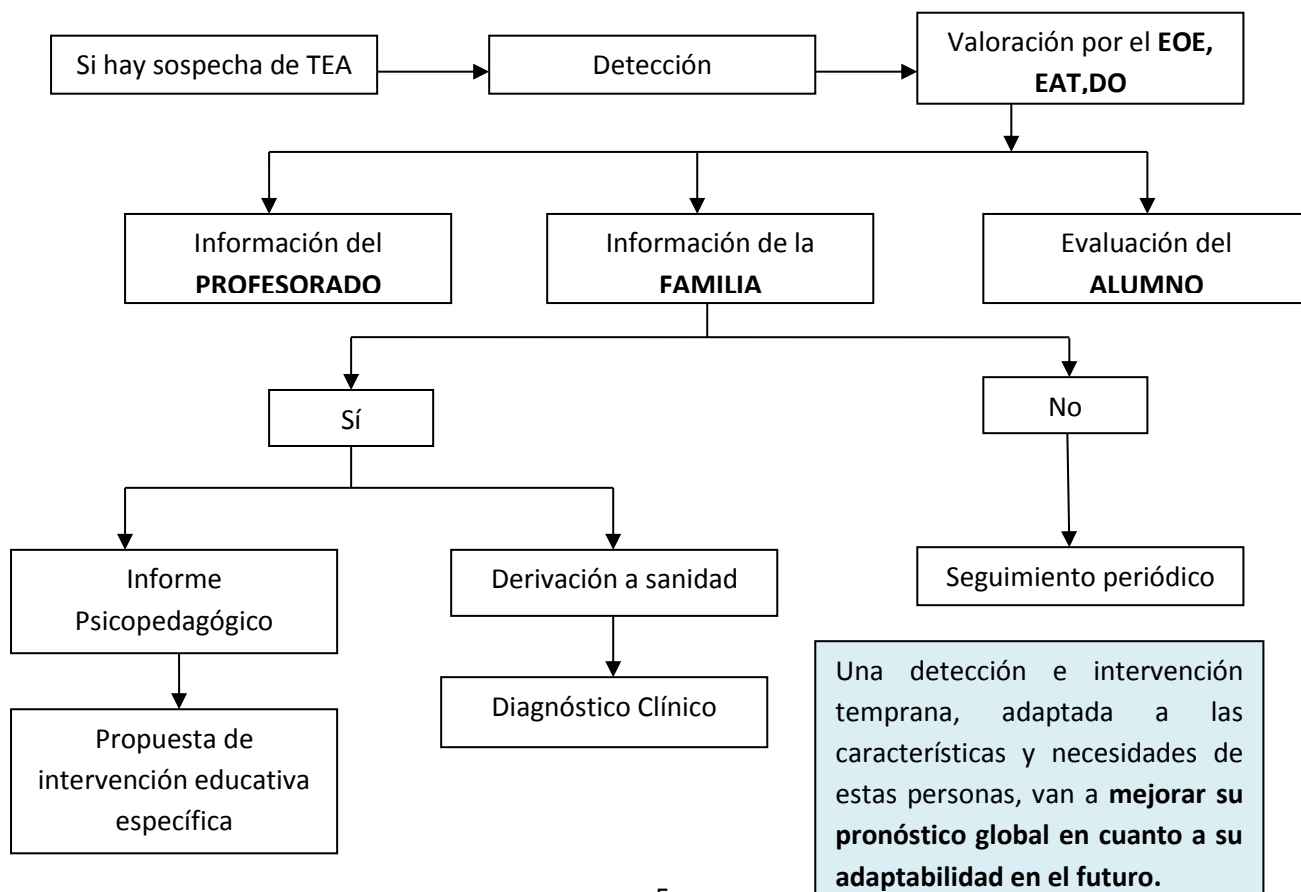 Si hay sospecha de TEA
Detección
Valoración por el EOE,
EAT,DO
Información del
PROFESORADO
Información de la
FAMILIA
Evaluación del
ALUMNO
Sí
No
Informe
Psicopedagógico
Derivación a sanidad
Seguimiento periódico
Propuesta de
intervención educativa
específica
Diagnóstico Clínico
Una detección e intervención
temprana, adaptada a las
características y necesidades de
estas personas, van a mejorar su
pronóstico global en cuanto a su
adaptabilidad en el futuro.